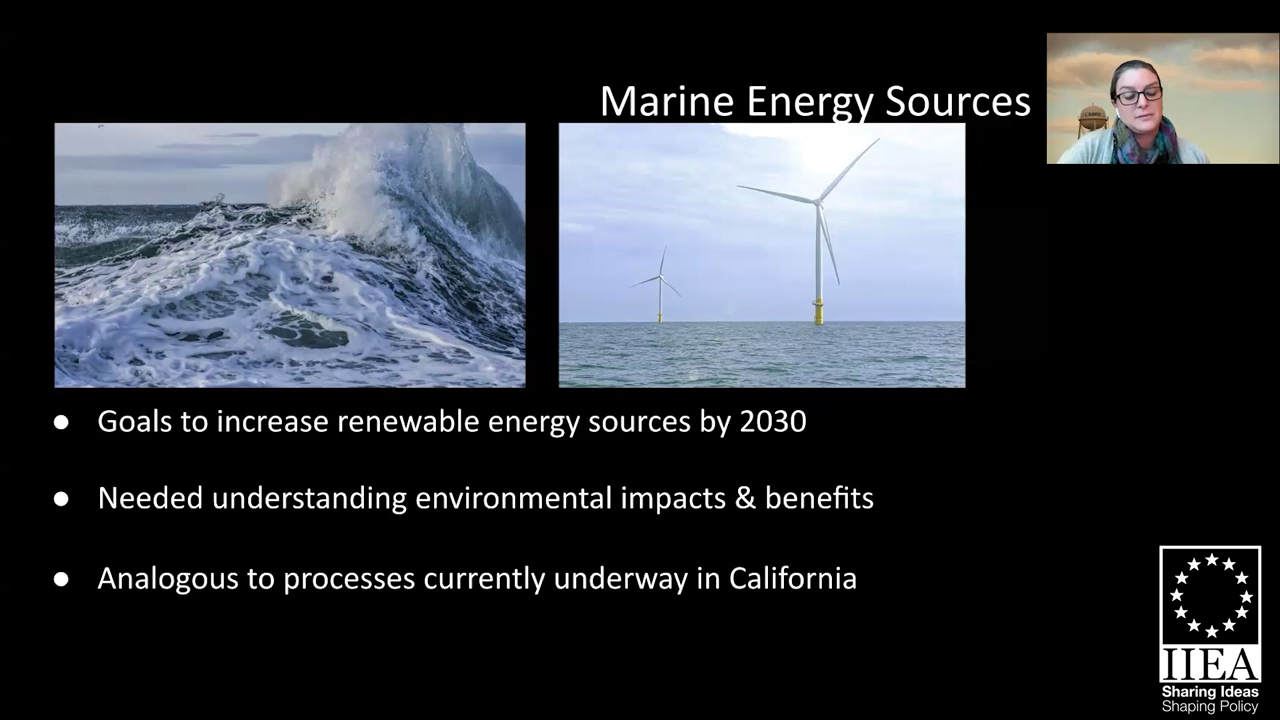 Marine Energy Sources
● Goals to increase renewable energy sources by 2030
● Needed understanding environmental impacts & benefits
● Analogous to processes currently underway in California
IIEA
Sharing Ideas
Shaping Policy